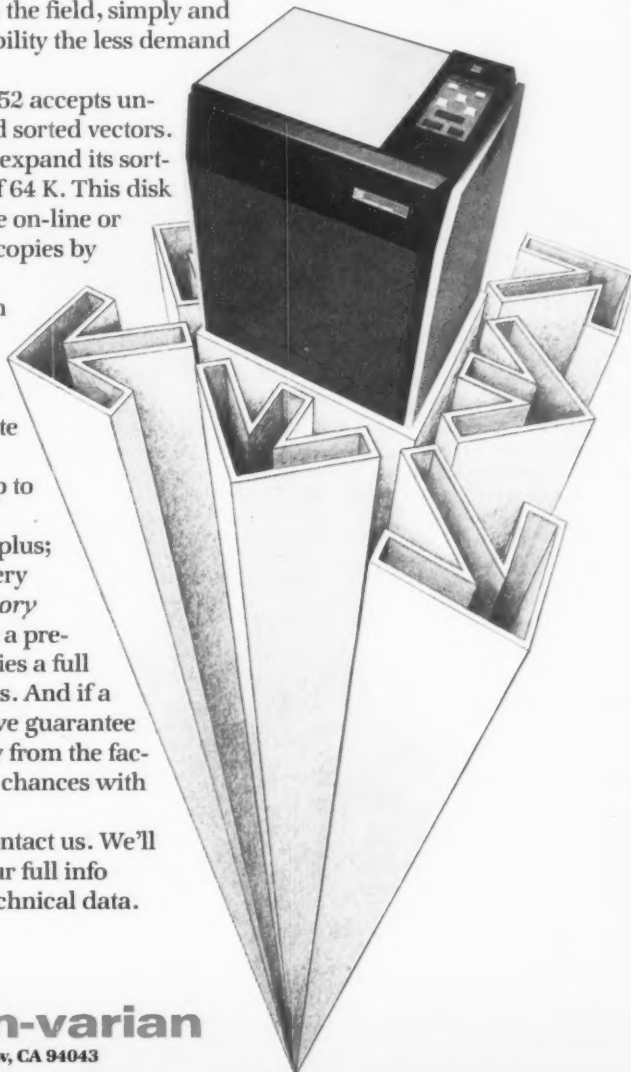 the field, simply and
bility the less demand
52 accepts un-
d sorted vectors.
expand its sort-
f 64 K. This disk
e on-line or
copies by
n
te
p to
plus;
ery
ory
a pre-
ies a full
s. And if a
ve guarantee
y from the fac-
chances with
ntact us. We'll
ur full info
chnical data.
n-varian
w, CA 94043